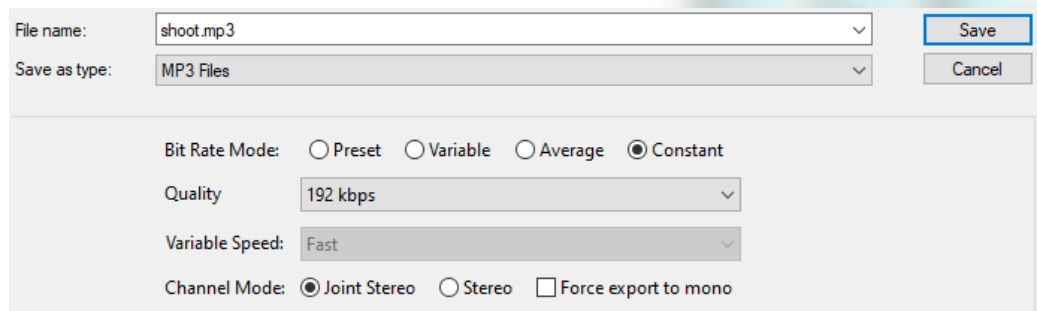 File name: shoot.mp3 Save
Save as type: MP3 Files Cancel
Bit Rate Mode: Preset Variable Average Constant
Quality 192 kbps
Variable Speed: Fast
Channel Mode: Joint Stereo Stereo Force export to mono